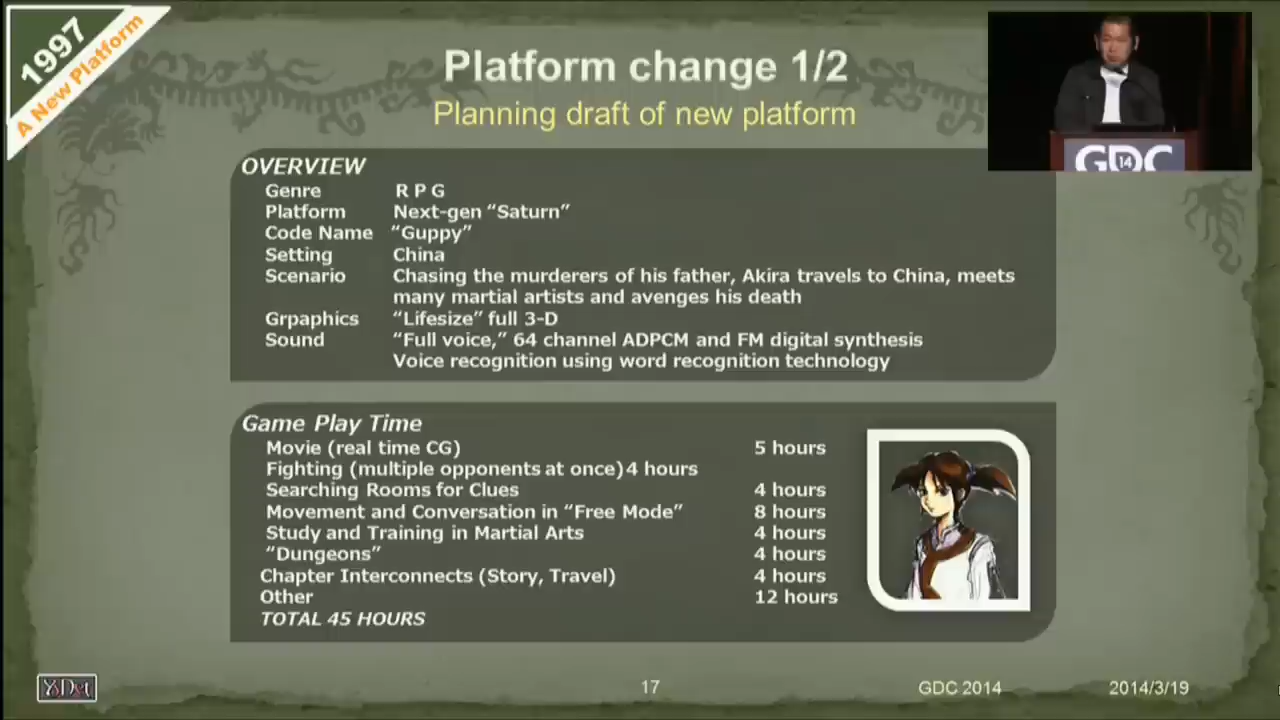 1997
A New Platform
Platform change 1/2
Planning draft of new platform
GDC 14
OVERVIEW
Genre R P G
Platform Next-gen “Saturn”
Code Name “Guppy”
Setting China
Scenario Chasing the murderers of his father, Akira travels to China, meets
many martial artists and avenges his death
Grpaphics “Lifesize” full 3-D
Sound “Full voice,” 64 channel ADPCM and FM digital synthesis
Voice recognition using word recognition technology
Game Play Time
Movie (real time CG) 5 hours
Fighting (multiple opponents at once) 4 hours
Searching Rooms for Clues 4 hours
Movement and Conversation in “Free Mode” 8 hours
Study and Training in Martial Arts 4 hours
“Dungeons” 4 hours
Chapter Interconnects (Story, Travel) 4 hours
Other 12 hours
TOTAL 45 HOURS
YsNet
17
GDC 2014
2014/3/19